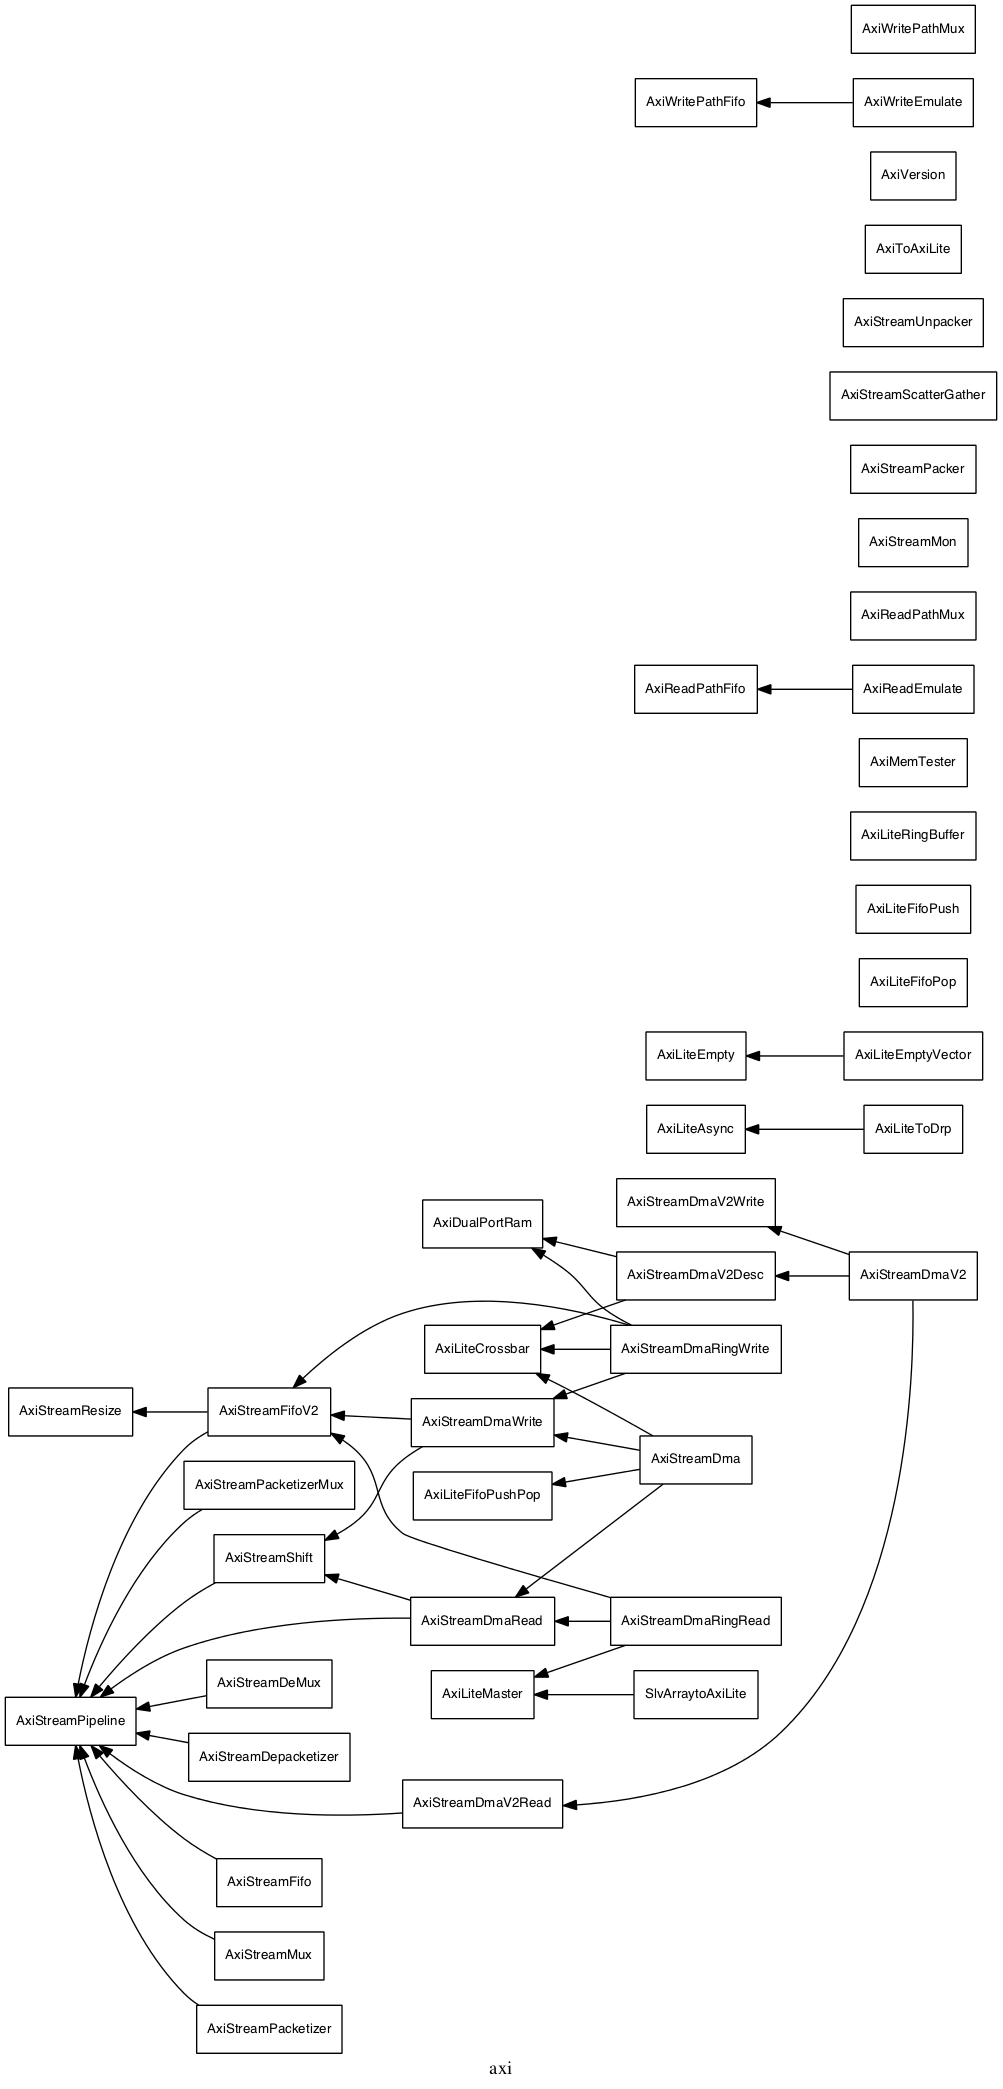 AxiWritePathMux
AxiWritePathFifo
AxiWriteEmulate
AxiVersion
AxiToAxiLite
AxiStreamUnpacker
AxiStreamScatterGather
AxiStreamPacker
AxiStreamMon
AxiReadPathMux
AxiReadPathFifo
AxiReadEmulate
AxiMemTester
AxiLiteRingBuffer
AxiLiteFifoPush
AxiLiteFifoPop
AxiLiteEmpty
AxiLiteEmptyVector
AxiLiteAsync
AxiLiteToDrp
AxiStreamDmaV2Write
AxiDualPortRam
AxiStreamDmaV2Desc
AxiStreamDmaV2
AxiLiteCrossbar
AxiStreamDmaRingWrite
AxiStreamResize
AxiStreamFifoV2
AxiStreamDmaWrite
AxiStreamDma
AxiStreamPacketizerMux
AxiLiteFifoPushPop
AxiStreamShift
AxiStreamDmaRead
AxiStreamDmaRingRead
AxiStreamDeMux
AxiLiteMaster
SlvArraytoAxiLite
AxiStreamPipeline
AxiStreamDepacketizer
AxiStreamDmaV2Read
AxiStreamFifo
AxiStreamMux
AxiStreamPacketizer
axi